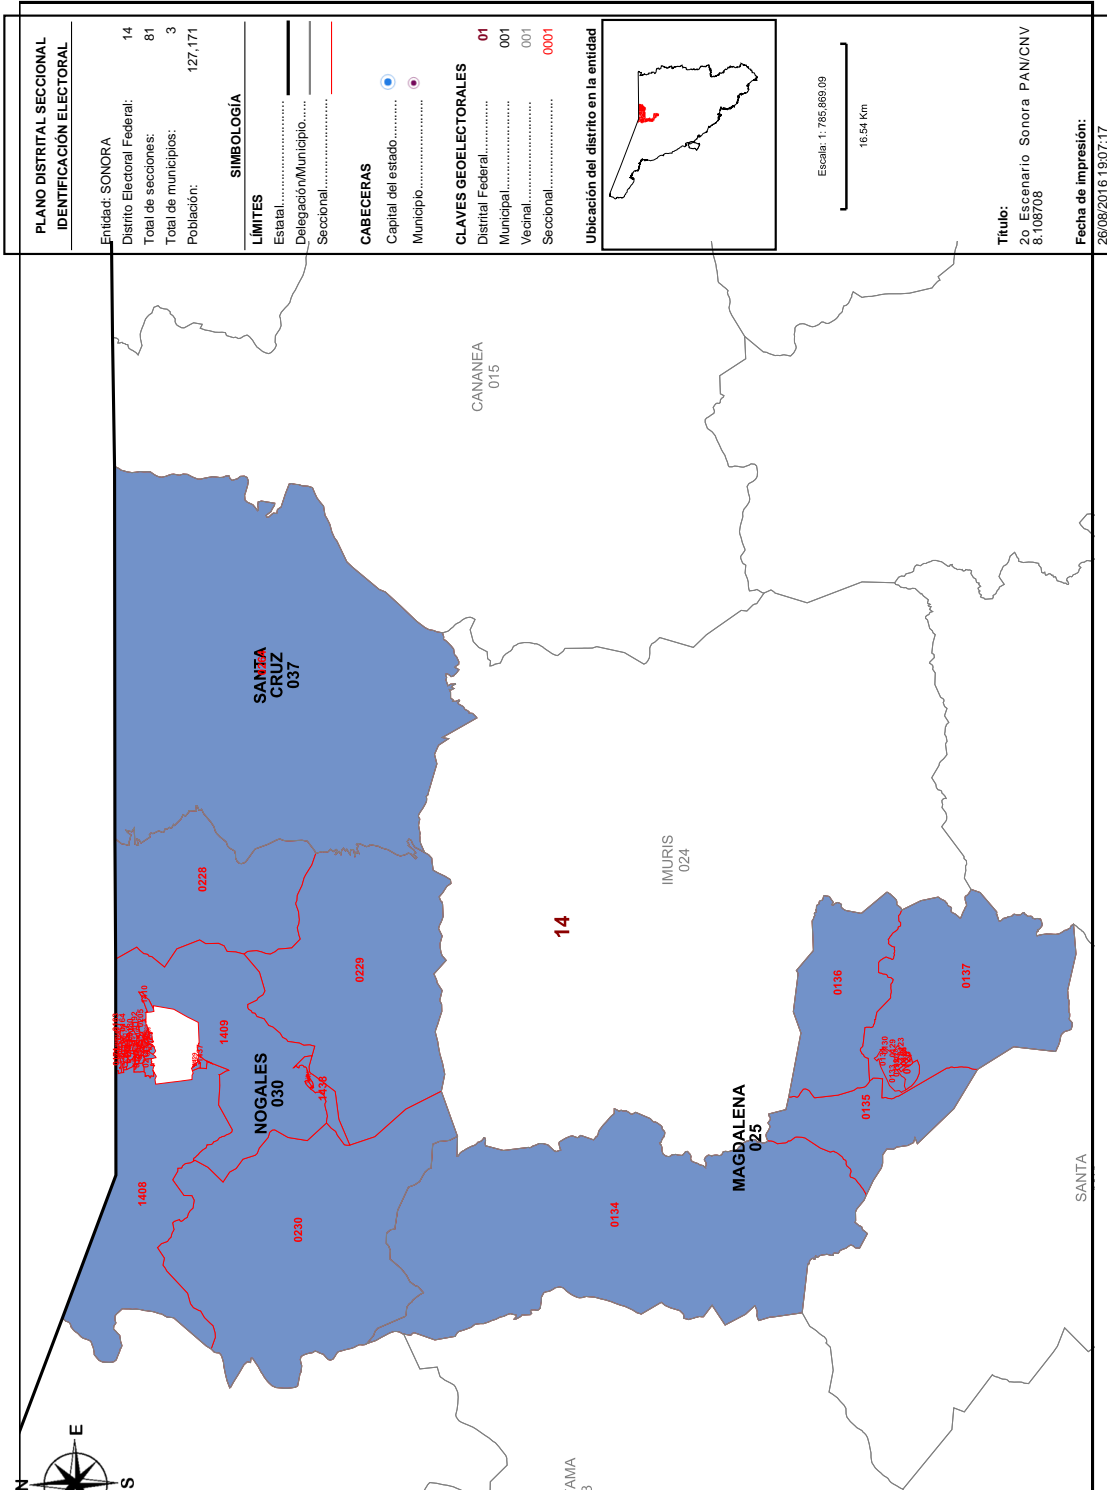 PLANO DISTRITAL SECCIONAL
IDENTIFICACIÓN ELECTORAL
Entidad: SONORA
Distrito Electoral Federal: 14
Total de secciones: 81
Total de municipios: 3
Población: 127,171
SIMBOLOGÍA
LÍMITES
Estatal
Delegación/Municipio
Seccional
CABECERAS
Capital del estado
Municipio
CLAVES GEOELECTORALES
Distrital Federal 01
Municipal 001
Vecinal 001
Seccional 0001
Ubicación del distrito en la entidad
Escala: 1: 785,869.09
16.54 Km
Título:
2o Escenario Sonora PAN/CNV
8.108708
Fecha de impresión:
26/08/2016 19:07:17
CANANEA
015
SANTA
CRUZ
037
0228
0229
1409
1410
NOGALES
030
1436
1408
0230
IMURIS
024
14
0136
0137
0135
MAGDALENA
025
0134
SANTA
N
E
S